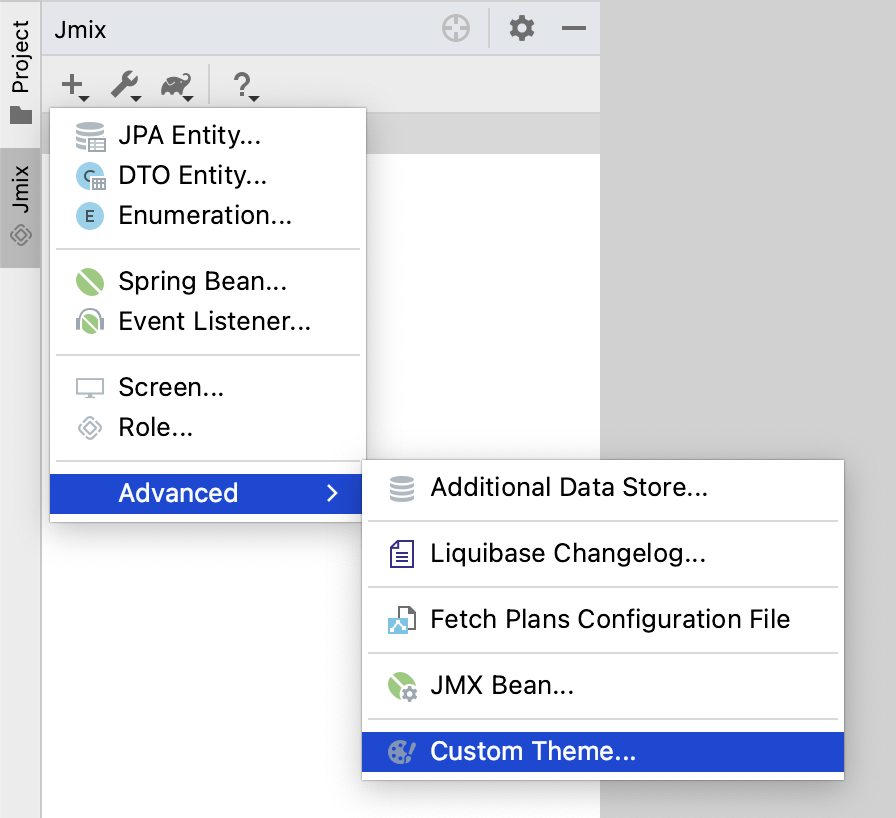 Project
Jmix
Jmix
?
JPA Entity...
DTO Entity...
C
Enumeration...
E
Spring Bean...
Event Listener...
Screen...
Role...
Advanced
Additional Data Store...
Liquibase Changelog...
Fetch Plans Configuration File
JMX Bean...
Custom Theme...